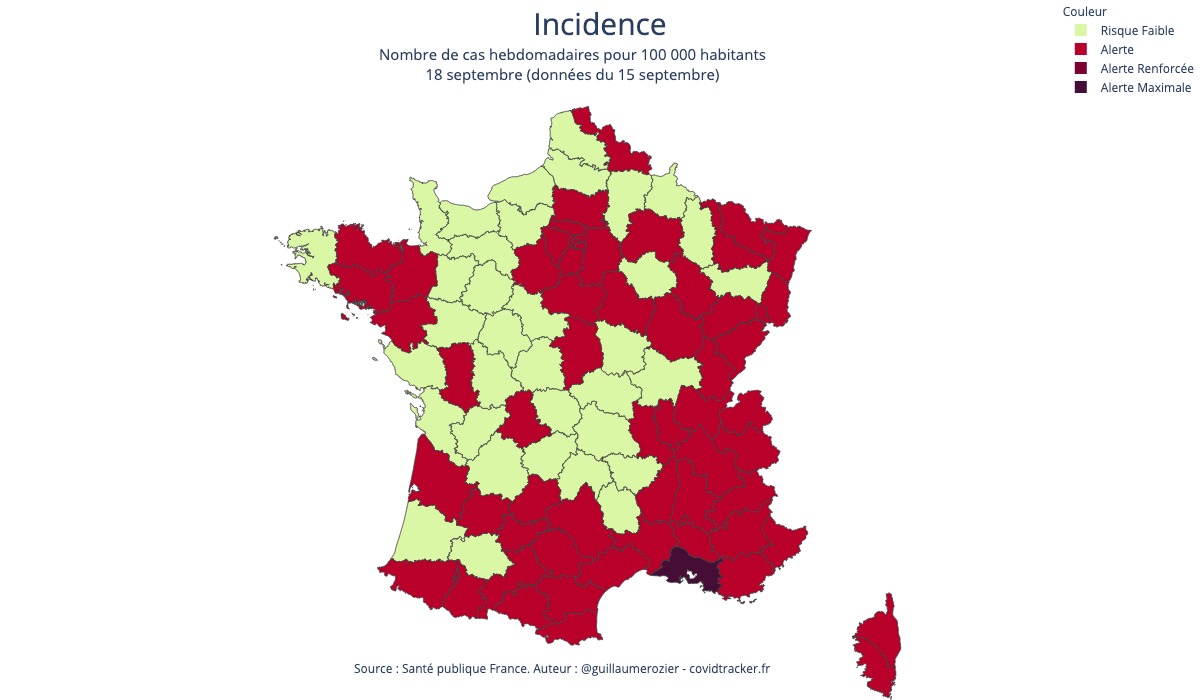 Incidence
Nombre de cas hebdomadaires pour 100 000 habitants
18 septembre (données du 15 septembre)
Couleur
Risque Faible
Alerte
Alerte Renforcée
Alerte Maximale
Source : Santé publique France. Auteur : @guillaumerozier - covidtracker.fr